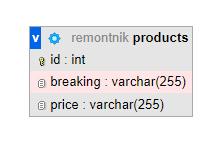 v remontnik products
id : int
breaking : varchar(255)
price : varchar(255)